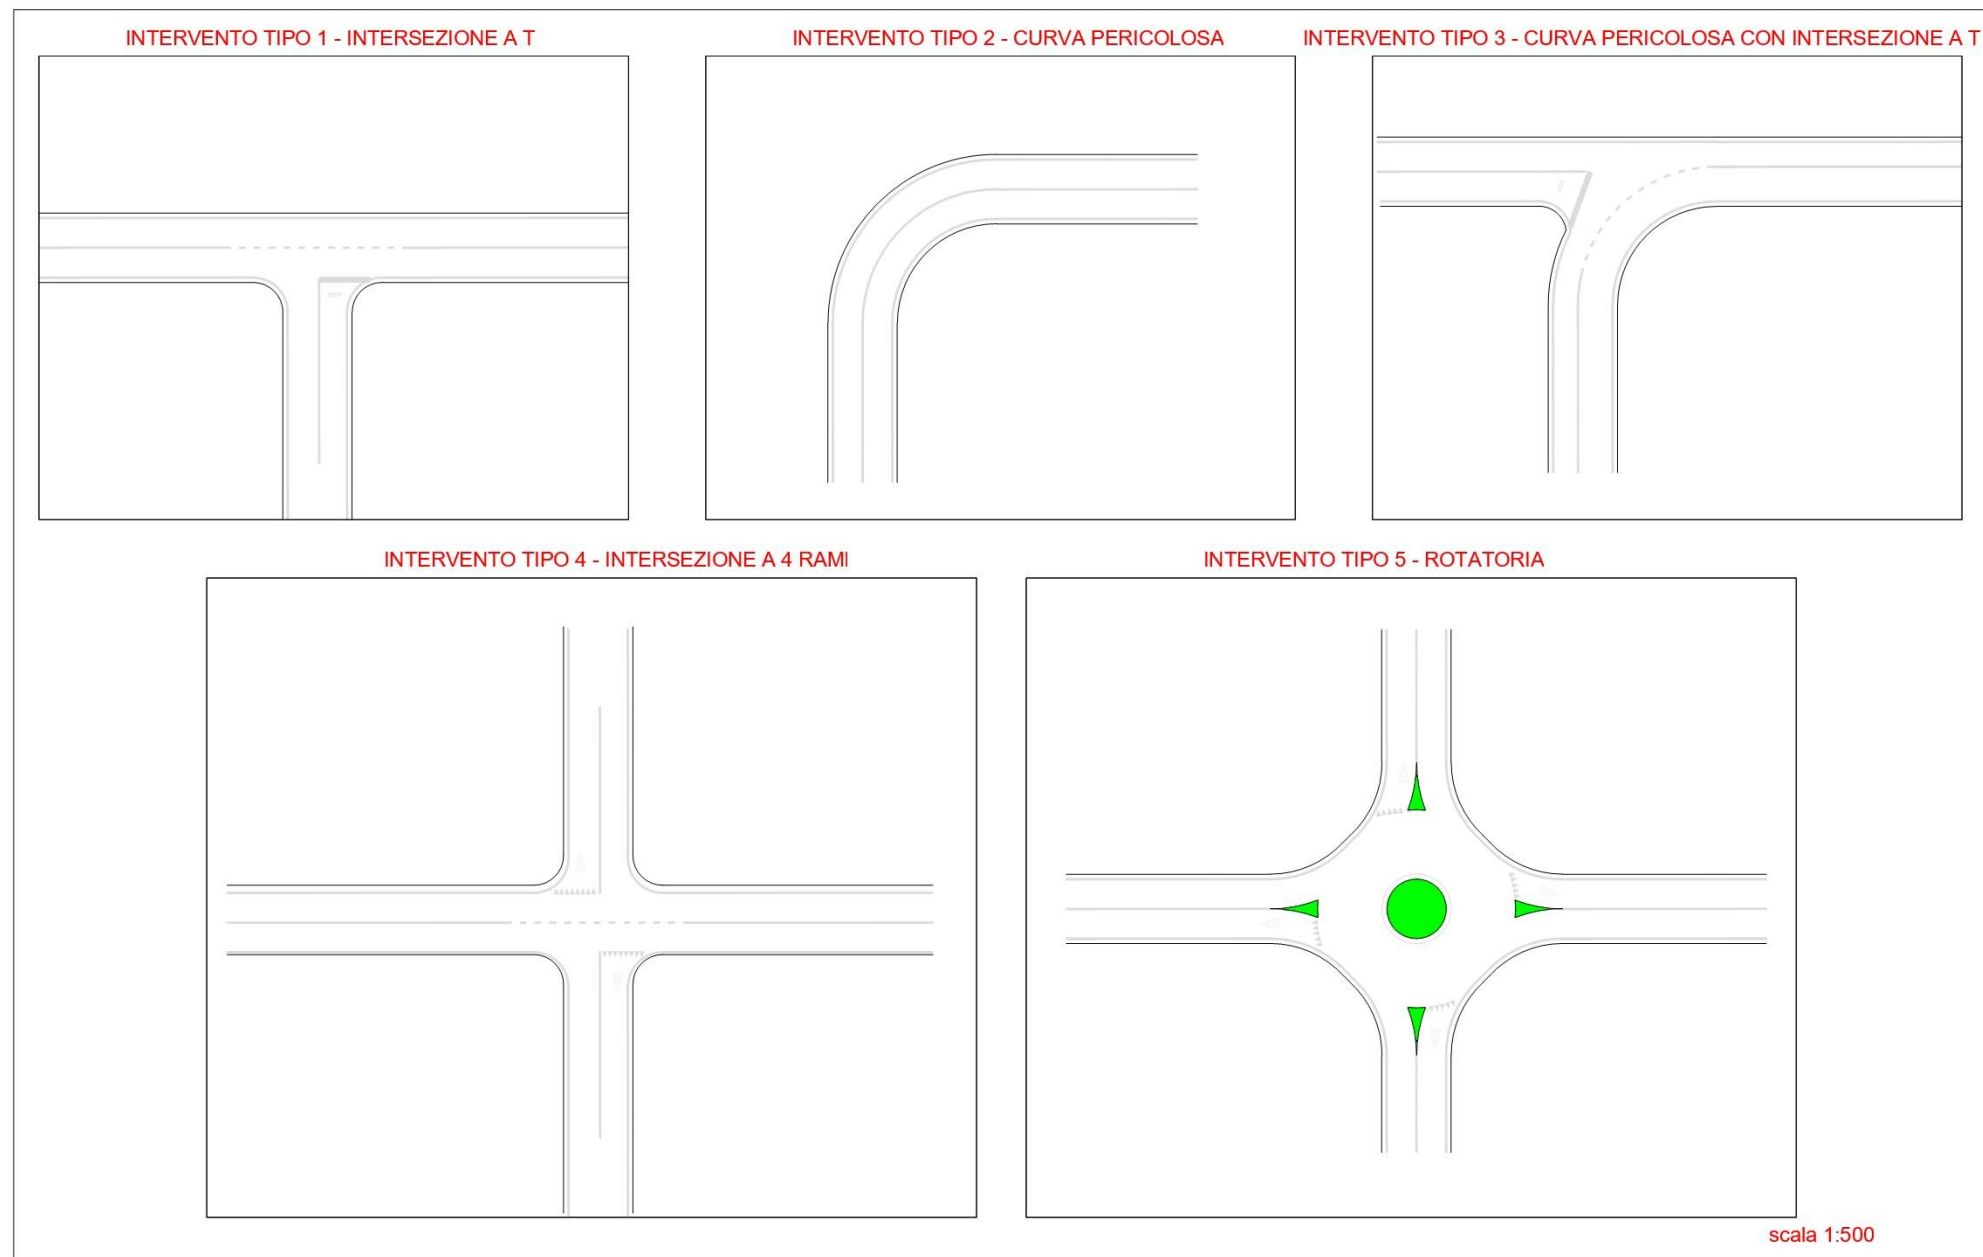 INTERVENTO TIPO 1 - INTERSEZIONE A T
INTERVENTO TIPO 2 - CURVA PERICOLOSA
INTERVENTO TIPO 3 - CURVA PERICOLOSA CON INTERSEZIONE A T
STOP
INTERVENTO TIPO 4 - INTERSEZIONE A 4 RAMI
INTERVENTO TIPO 5 - ROTATORIA
scala 1:500